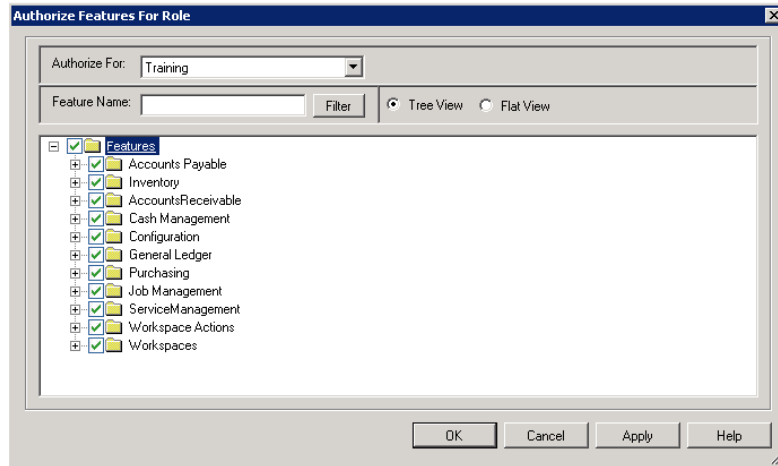 Authorize Features For Role
Authorize For: Training
Feature Name: Filter Tree View Flat View
Features
Accounts Payable
Inventory
AccountsReceivable
Cash Management
Configuration
General Ledger
Purchasing
Job Management
ServiceManagement
Workspace Actions
Workspaces
OK Cancel Apply Help